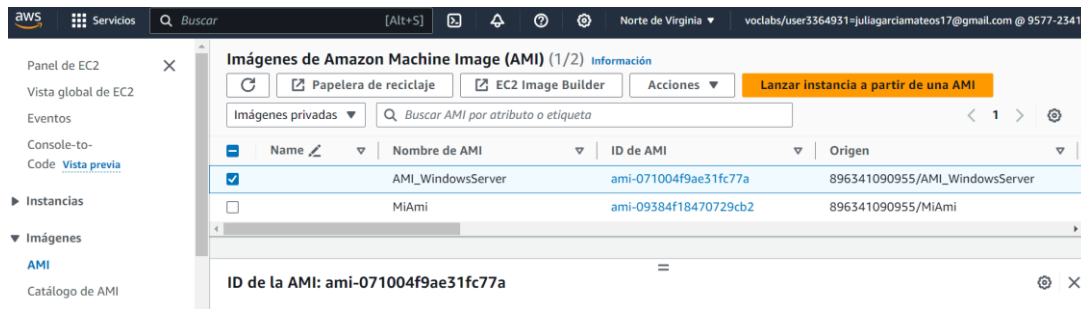 aws Servicios Buscar [Alt+S] Norte de Virginia voclabs/user3364931=juliagarciamateos17@gmail.com @ 9577-2341
Panel de EC2
Vista global de EC2
Eventos
Console-to-
Code Vista previa
Instancias
Imágenes
AMI
Catálogo de AMI
Imágenes de Amazon Machine Image (AMI) (1/2) Información
Papelera de reciclaje EC2 Image Builder Acciones Lanzar instancia a partir de una AMI
Imágenes privadas Buscar AMI por atributo o etiqueta 1
Name Nombre de AMI ID de AMI Origen
AMI_WindowsServer ami-071004f9ae31fc77a 896341090955/AMI_WindowsServer
MiAmi ami-09384f18470729cb2 896341090955/MiAmi
ID de la AMI: ami-071004f9ae31fc77a